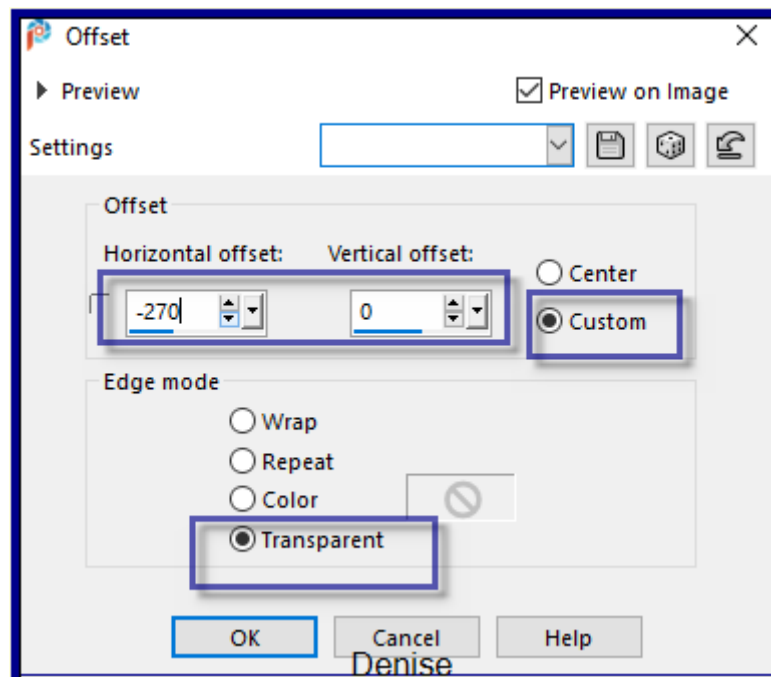 Offset
Preview
Preview on Image
Settings
Offset
Horizontal offset: Vertical offset:
Center
-270 0
Custom
Edge mode
Wrap
Repeat
Color
Transparent
OK Cancel Help
Denise